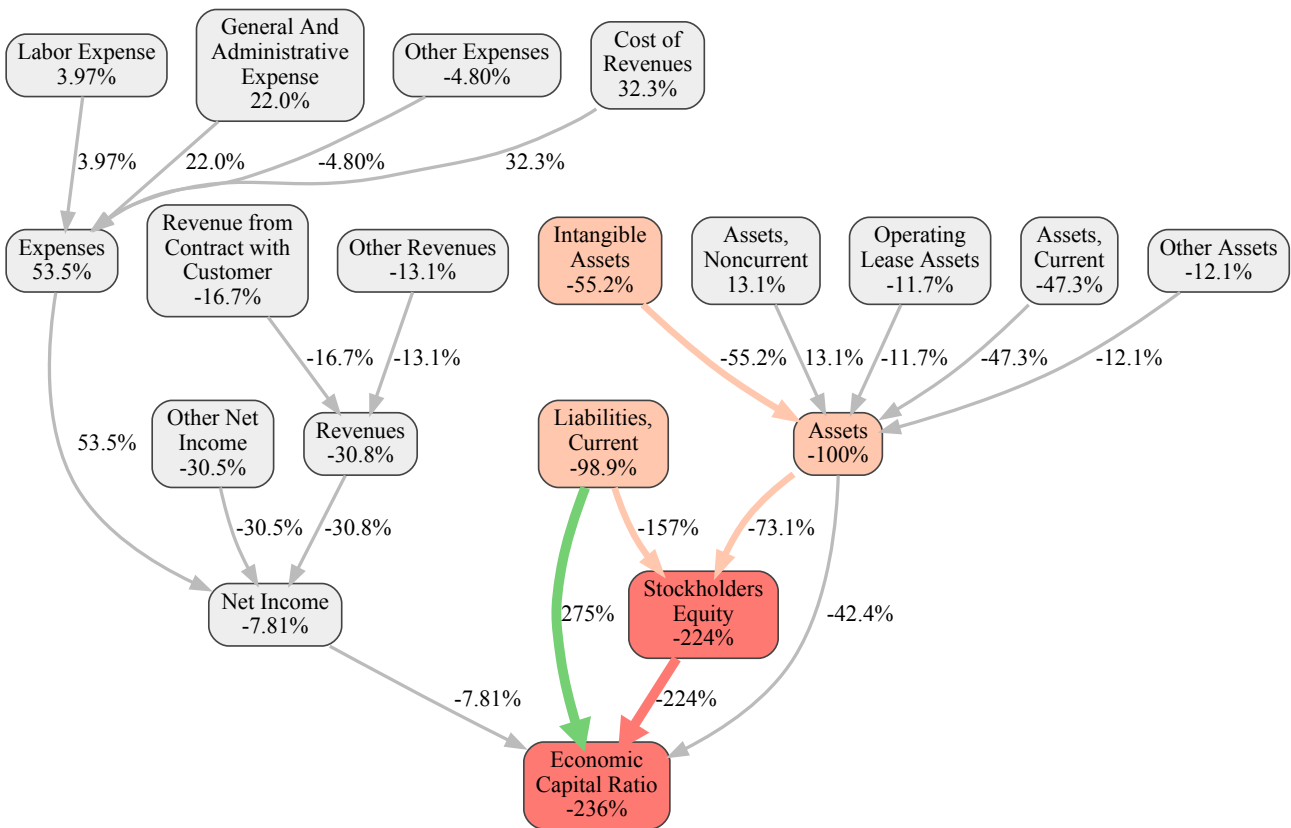 Labor Expense
3.97%
General And
Administrative
Expense
22.0%
Other Expenses
-4.80%
Cost of
Revenues
32.3%
3.97%
22.0%
-4.80%
32.3%
Expenses
53.5%
Revenue from
Contract with
Customer
-16.7%
Other Revenues
-13.1%
Intangible
Assets
-55.2%
Assets,
Noncurrent
13.1%
Operating
Lease Assets
-11.7%
Assets,
Current
-47.3%
Other Assets
-12.1%
-16.7%
-13.1%
-55.2%
13.1%
-11.7%
-47.3%
-12.1%
53.5%
Other Net
Income
-30.5%
Revenues
-30.8%
Liabilities,
Current
-98.9%
Assets
-100%
-30.5%
-30.8%
-157%
-73.1%
Net Income
-7.81%
275%
Stockholders
Equity
-224%
-42.4%
-7.81%
-224%
Economic
Capital Ratio
-236%